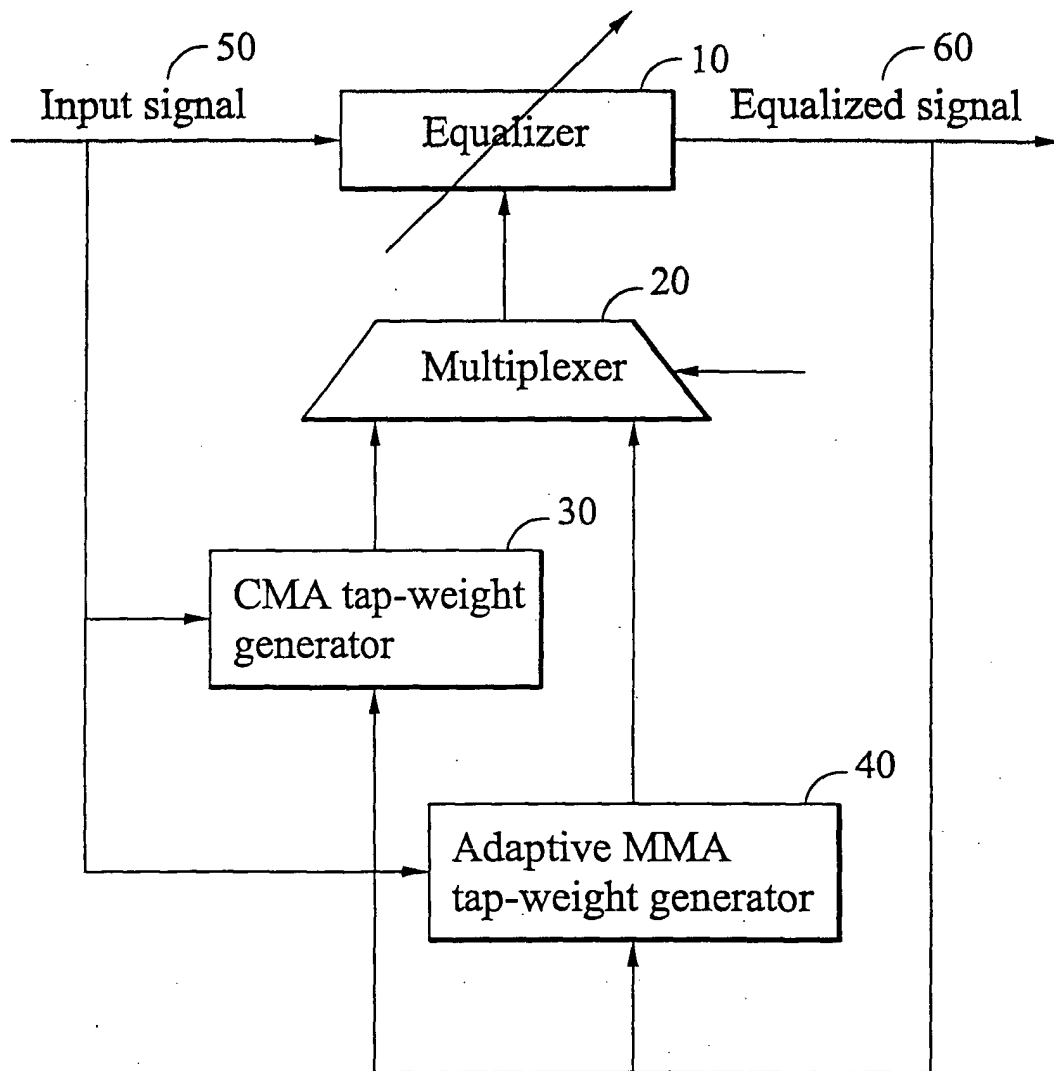 50
10
60
Input signal
Equalizer
Equalized signal
20
Multiplexer
30
CMA tap-weight
generator
40
Adaptive MMA
tap-weight generator